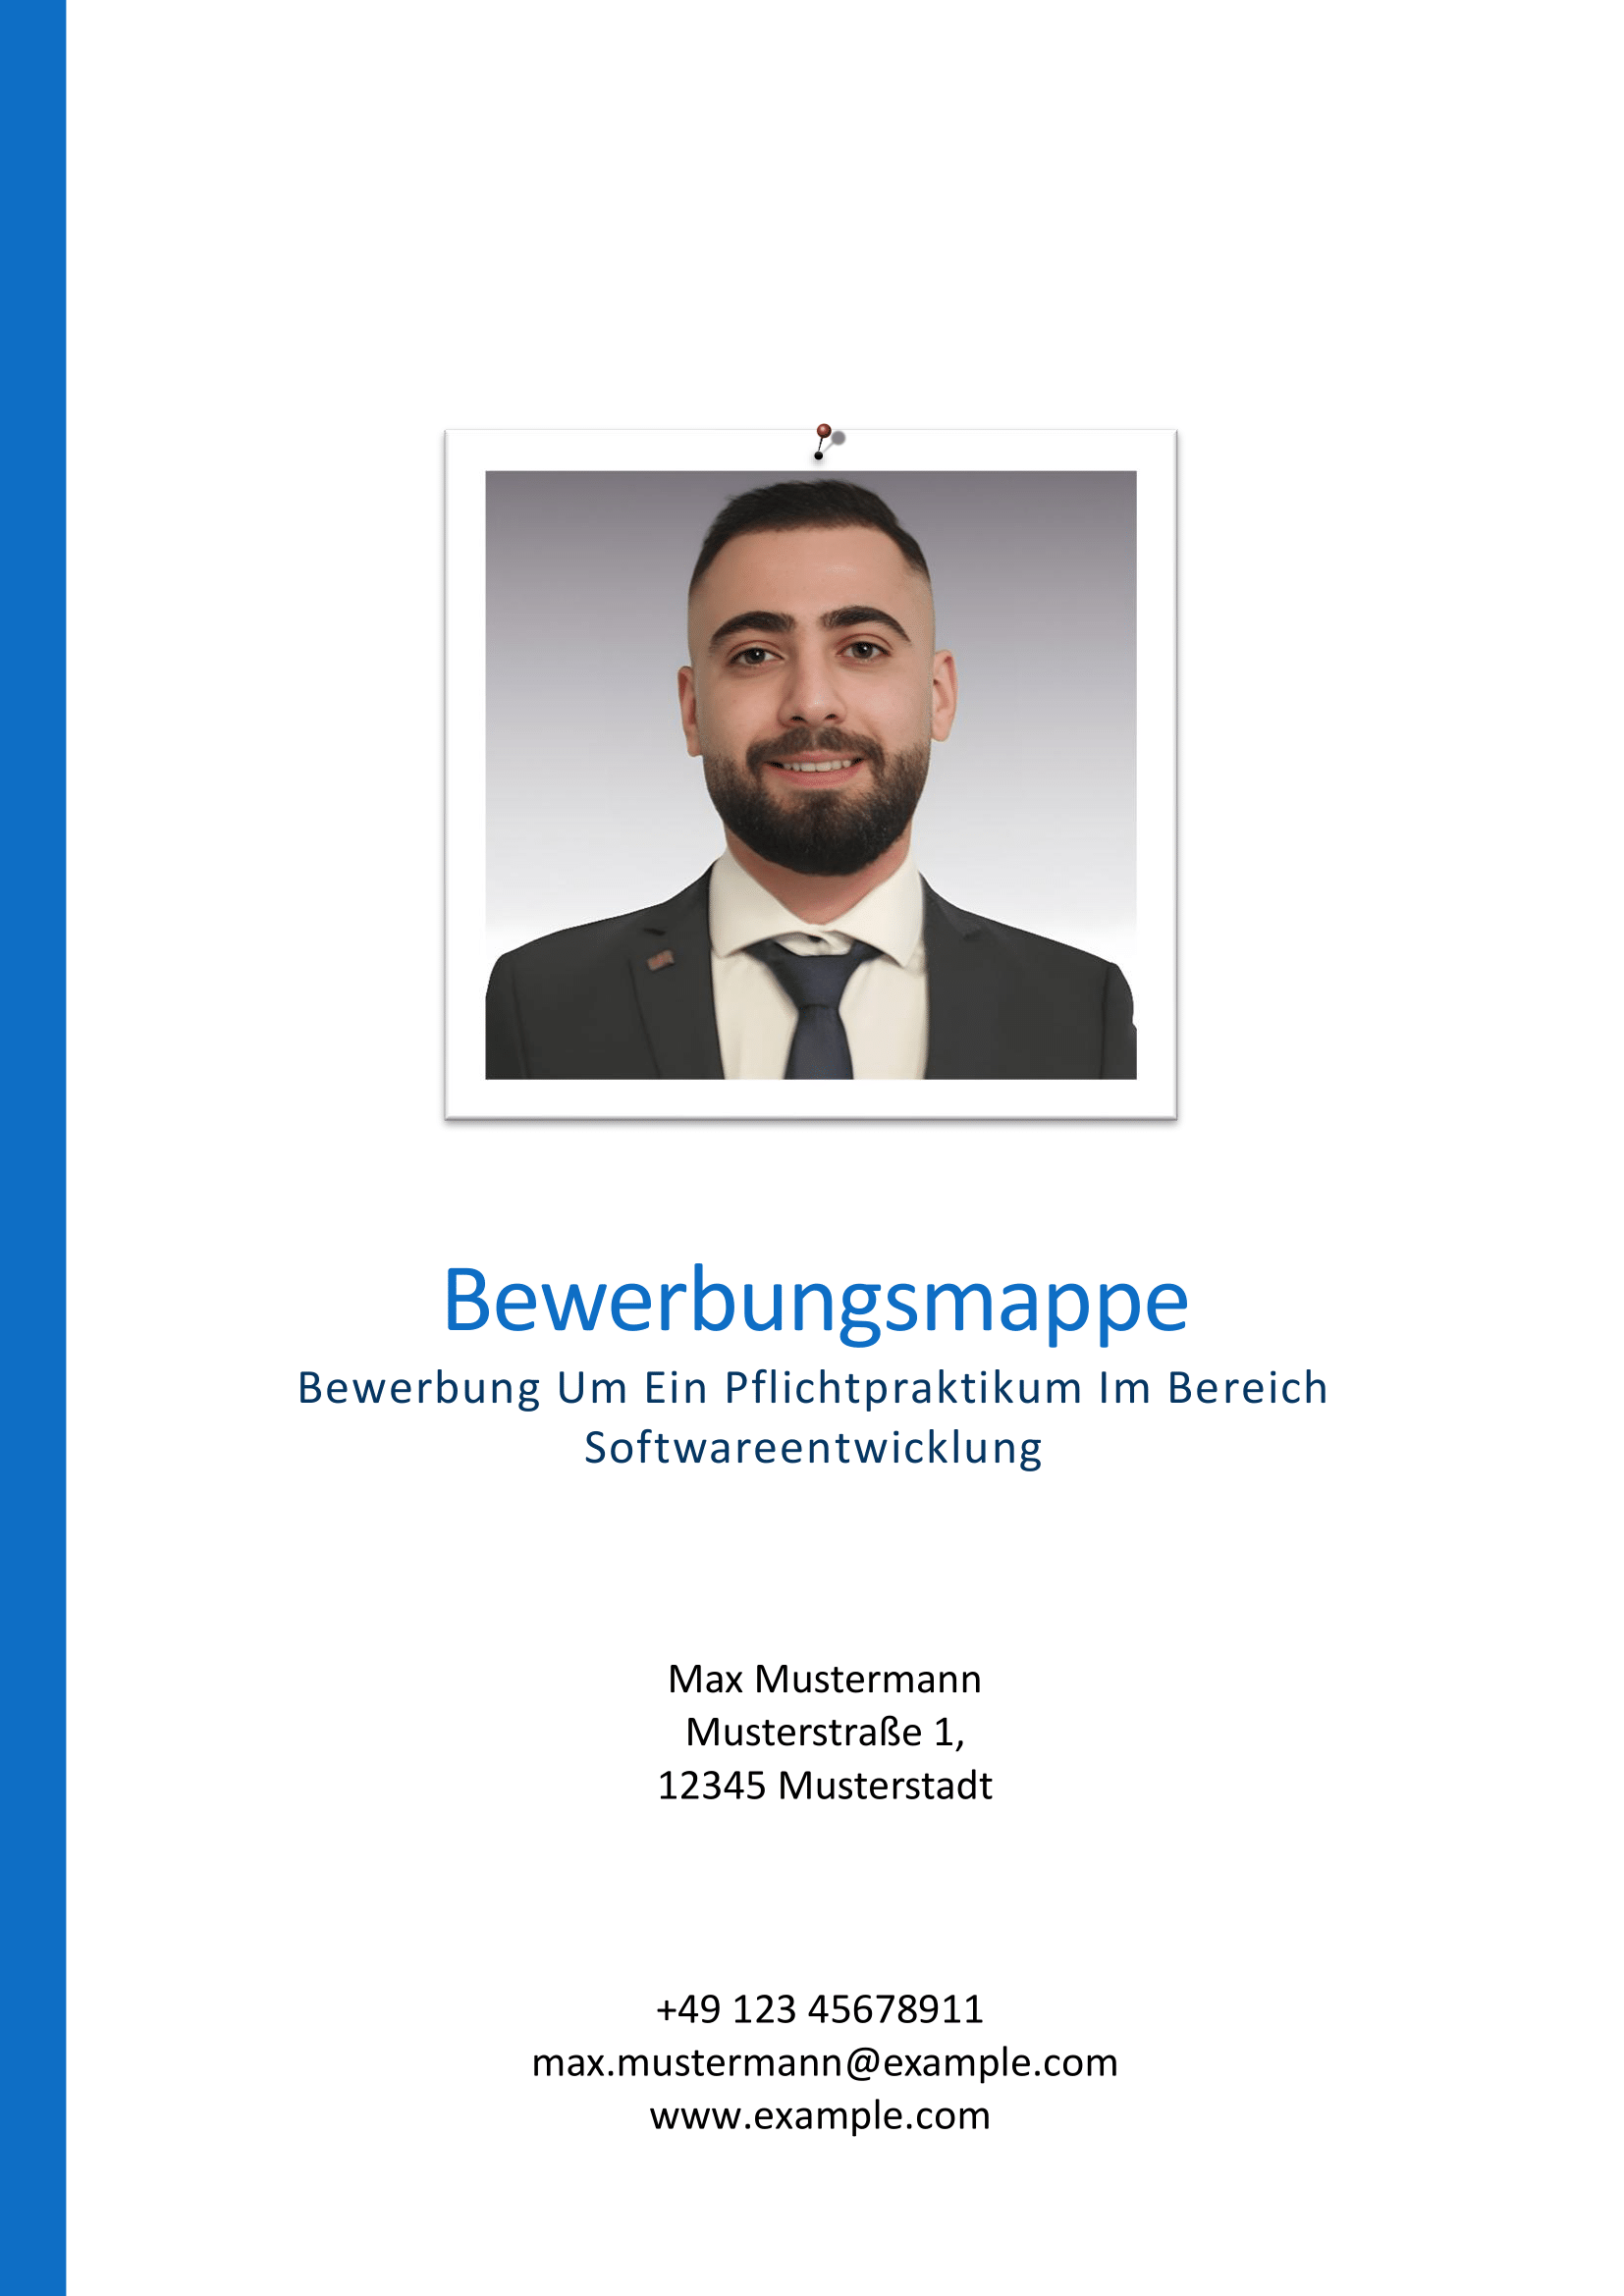 Bewerbungsmappe
Bewerbung Um Ein Pflichtpraktikum Im Bereich
Softwareentwicklung
Max Mustermann
Musterstraße 1,
12345 Musterstadt
+49 123 45678911
max.mustermann@example.com
www.example.com